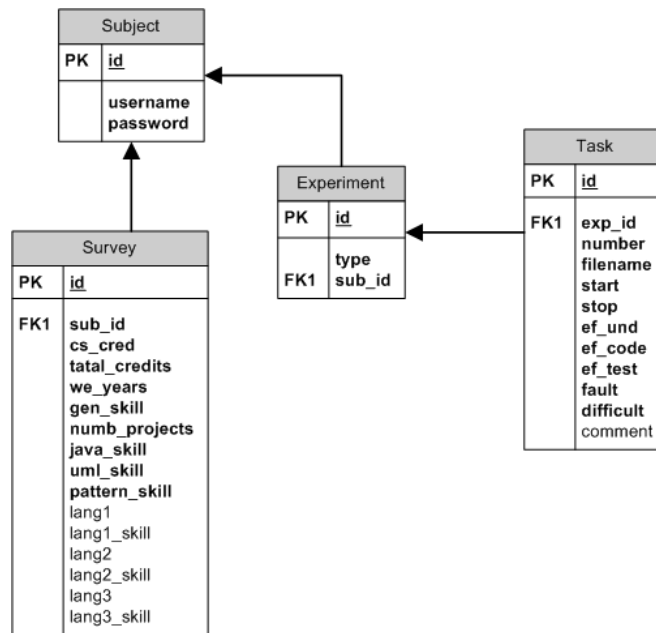 Subject
PK id
username
password
Experiment
PK id
type
FK1 sub_id
Task
PK id
FK1 exp_id
number
filename
start
stop
ef_und
ef_code
ef_test
fault
difficult
comment
Survey
PK id
FK1 sub_id
cs_cred
tatal_credits
we_years
gen_skill
numb_projects
java_skill
uml_skill
pattern_skill
lang1
lang1_skill
lang2
lang2_skill
lang3
lang3_skill